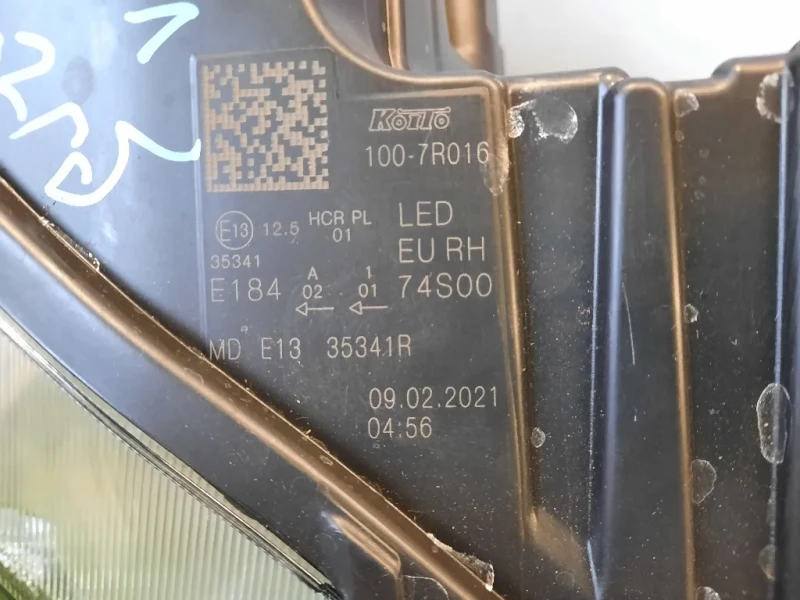 KOITO
100-7R016
E13 12.5 HCR PL 01
35341
LED
EU RH
E184 A 02 1 01 74S00
MD E13 35341R
09.02.2021
04:56